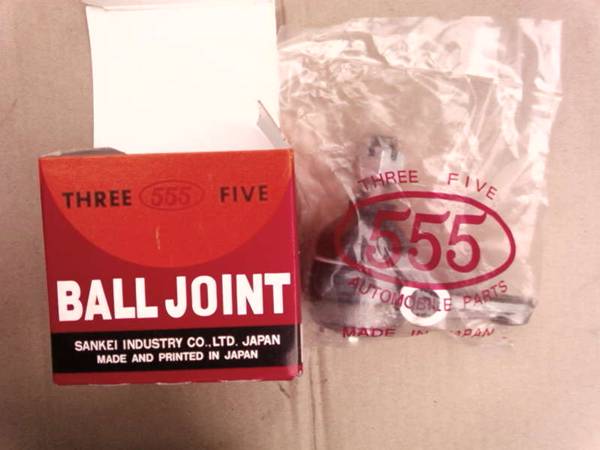 THREE 555 FIVE
BALL JOINT
SANKEI INDUSTRY CO.,LTD. JAPAN
MADE AND PRINTED IN JAPAN
THREE FIVE
555
AUTOMOBILE PARTS
MADE IN JAPAN